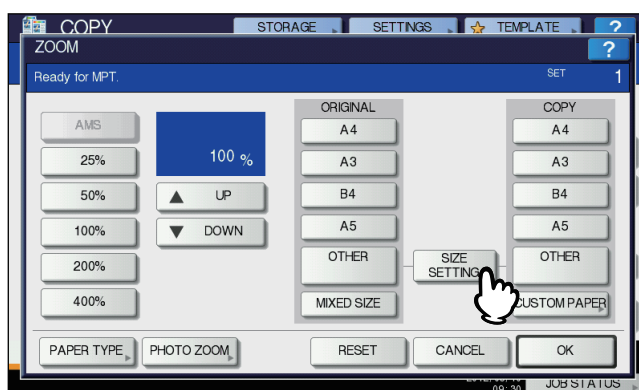 COPY STORAGE SETTINGS TEMPLATE ?
ZOOM ?
Ready for MPT. SET 1
ORIGINAL COPY
AMS A4 A4
25% 100 % A3 A3
50% UP B4 B4
100% DOWN A5 A5
200% OTHER SIZE SETTING OTHER
400% MIXED SIZE CUSTOM PAPER
PAPER TYPE PHOTO ZOOM RESET CANCEL OK
09:30 JOB STATUS